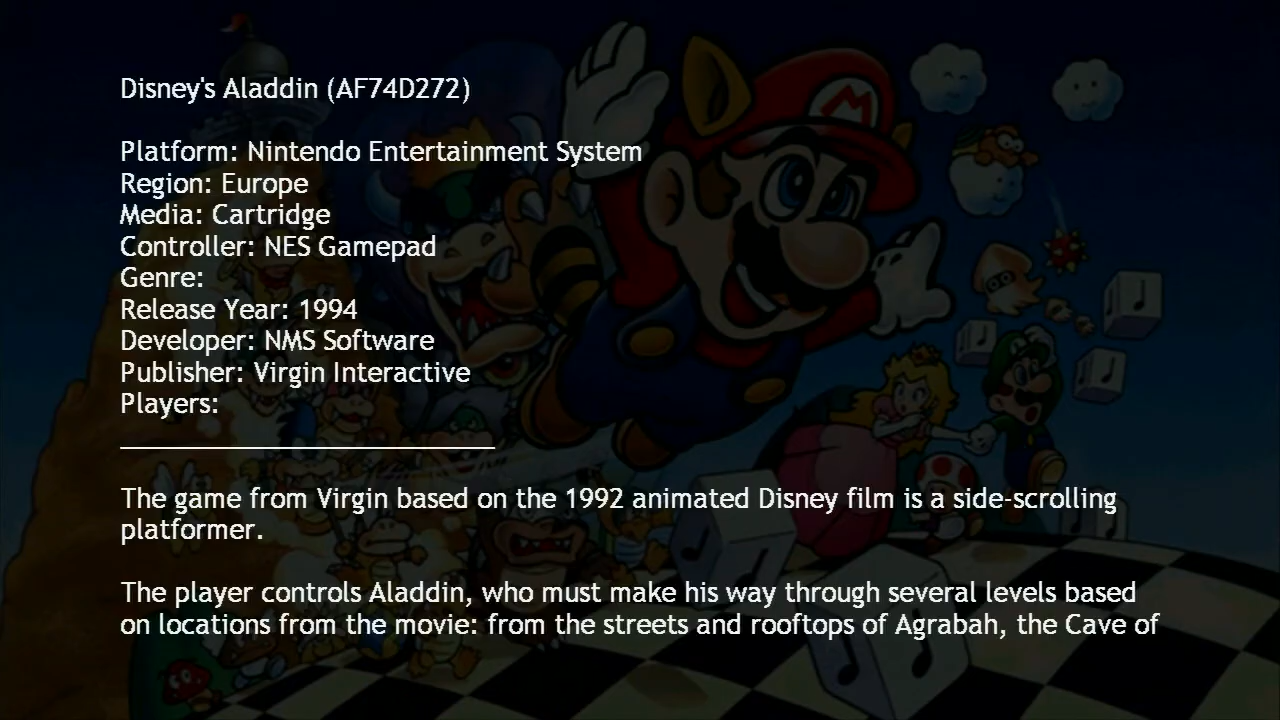 Disney's Aladdin (AF74D272)
Platform: Nintendo Entertainment System
Region: Europe
Media: Cartridge
Controller: NES Gamepad
Genre:
Release Year: 1994
Developer: NMS Software
Publisher: Virgin Interactive
Players:
The game from Virgin based on the 1992 animated Disney film is a side-scrolling
platformer.
The player controls Aladdin, who must make his way through several levels based
on locations from the movie: from the streets and rooftops of Agrabah, the Cave of